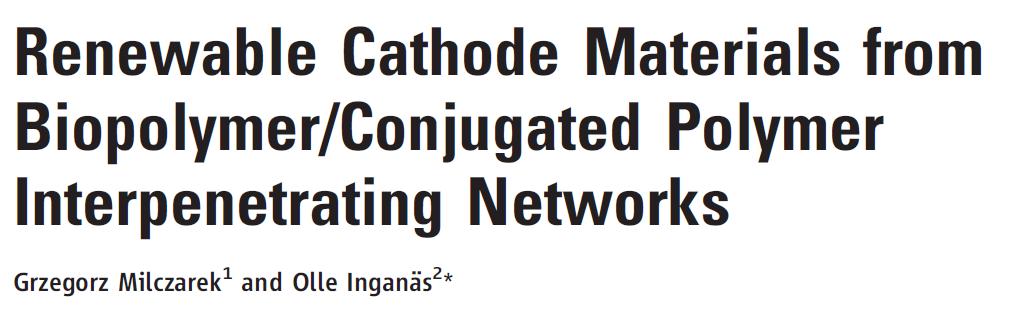 Renewable Cathode Materials from
Biopolymer/Conjugated Polymer
Interpenetrating Networks
Grzegorz Milczarek1 and Olle Inganäs2*